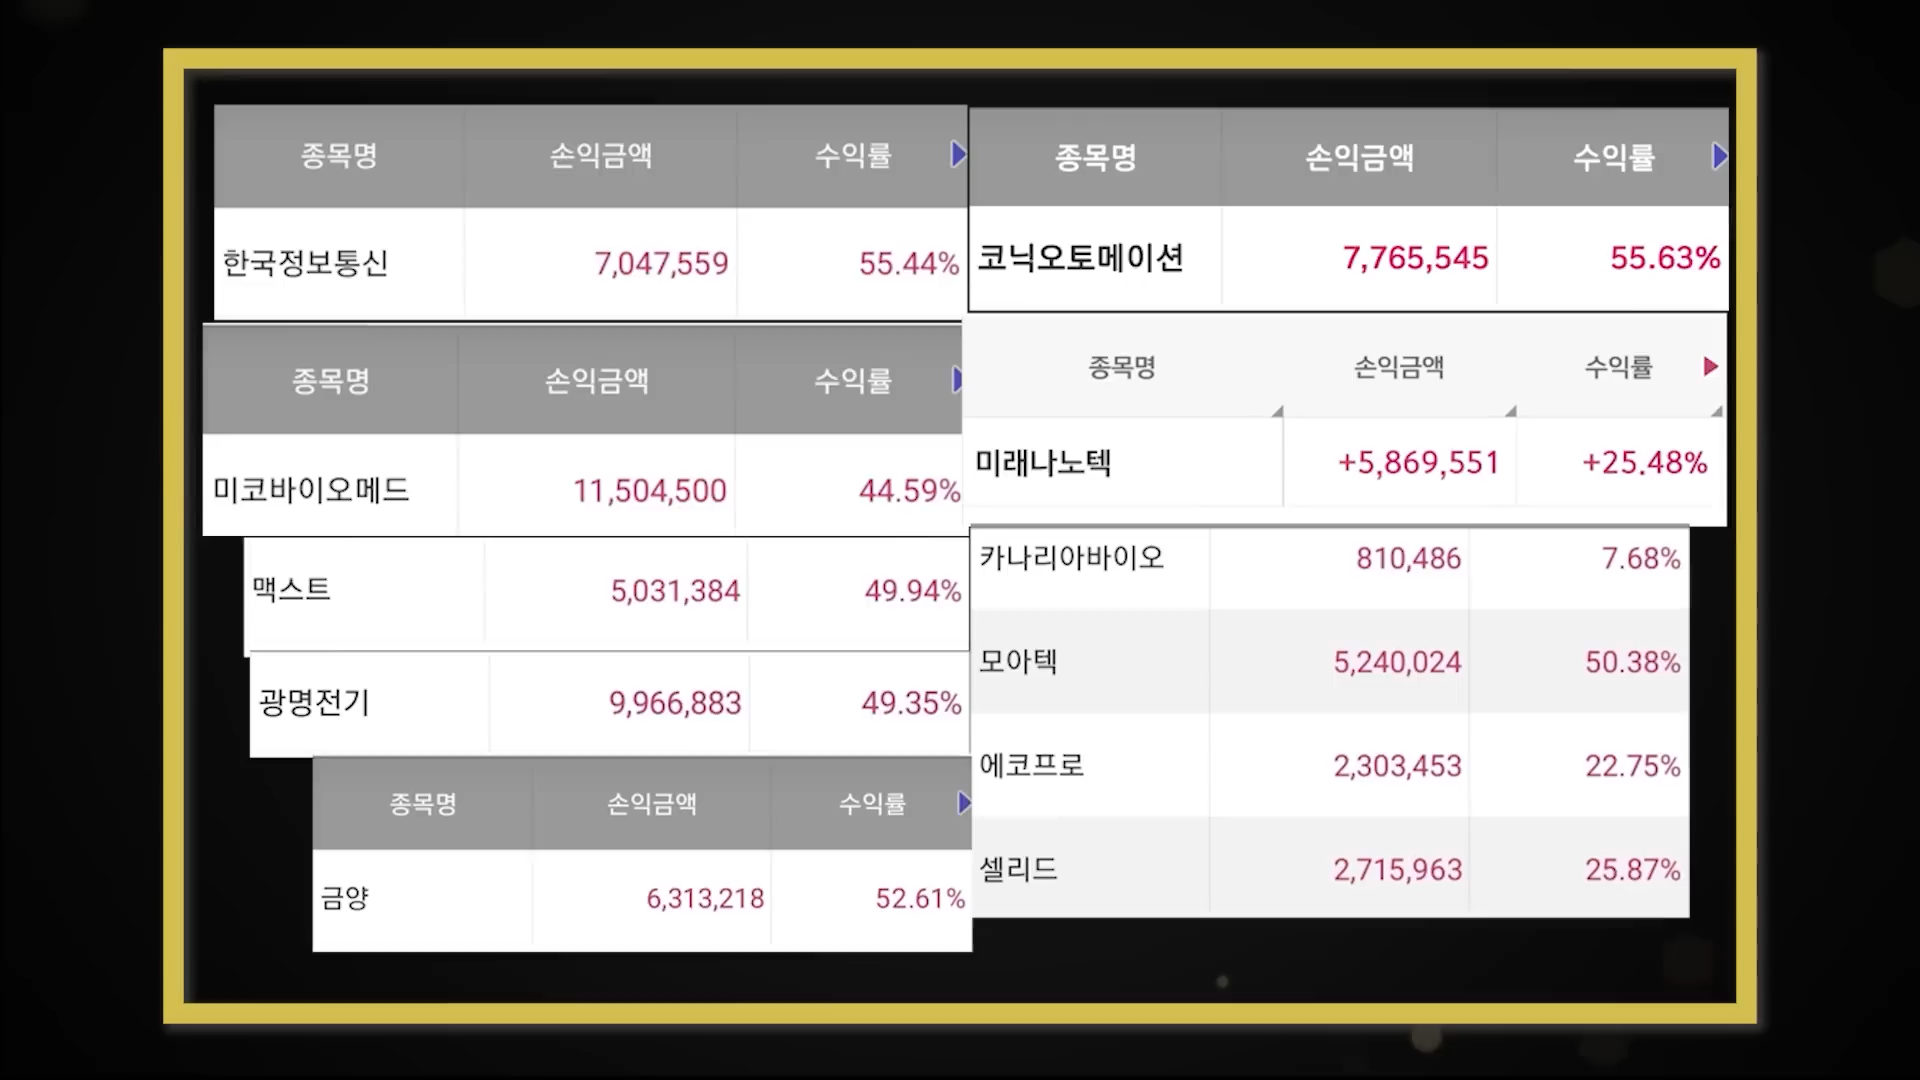 종목명 손익금액 수익률
한국정보통신 7,047,559 55.44%
종목명 손익금액 수익률
미코바이오메드 11,504,500 44.59%
맥스트 5,031,384 49.94%
광명전기 9,966,883 49.35%
종목명 손익금액 수익률
금양 6,313,218 52.61%
종목명 손익금액 수익률
코닉오토메이션 7,765,545 55.63%
종목명 손익금액 수익률
미래나노텍 +5,869,551 +25.48%
카나리아바이오 810,486 7.68%
모아텍 5,240,024 50.38%
에코프로 2,303,453 22.75%
셀리드 2,715,963 25.87%